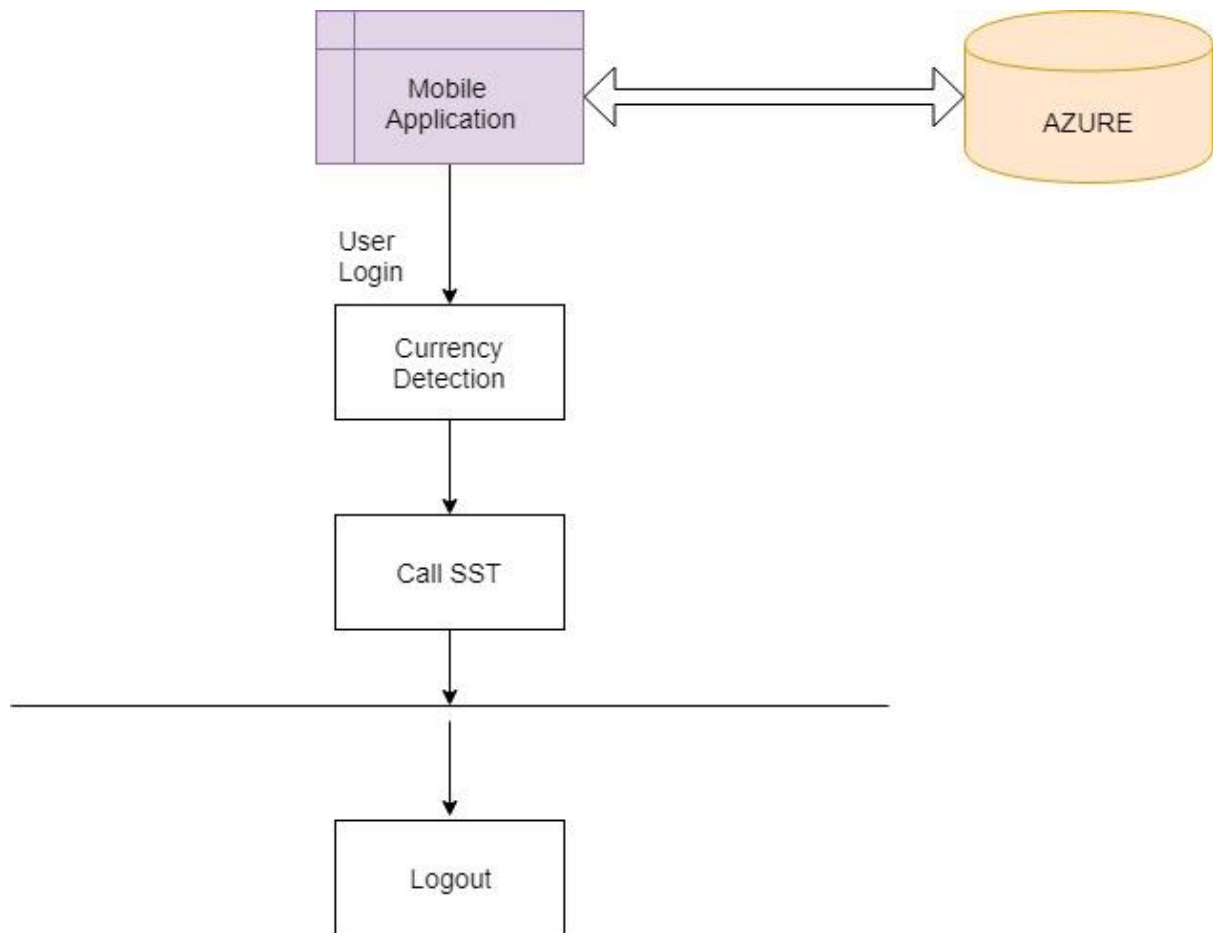 Mobile
Application
AZURE
User
Login
Currency
Detection
Call SST
Logout